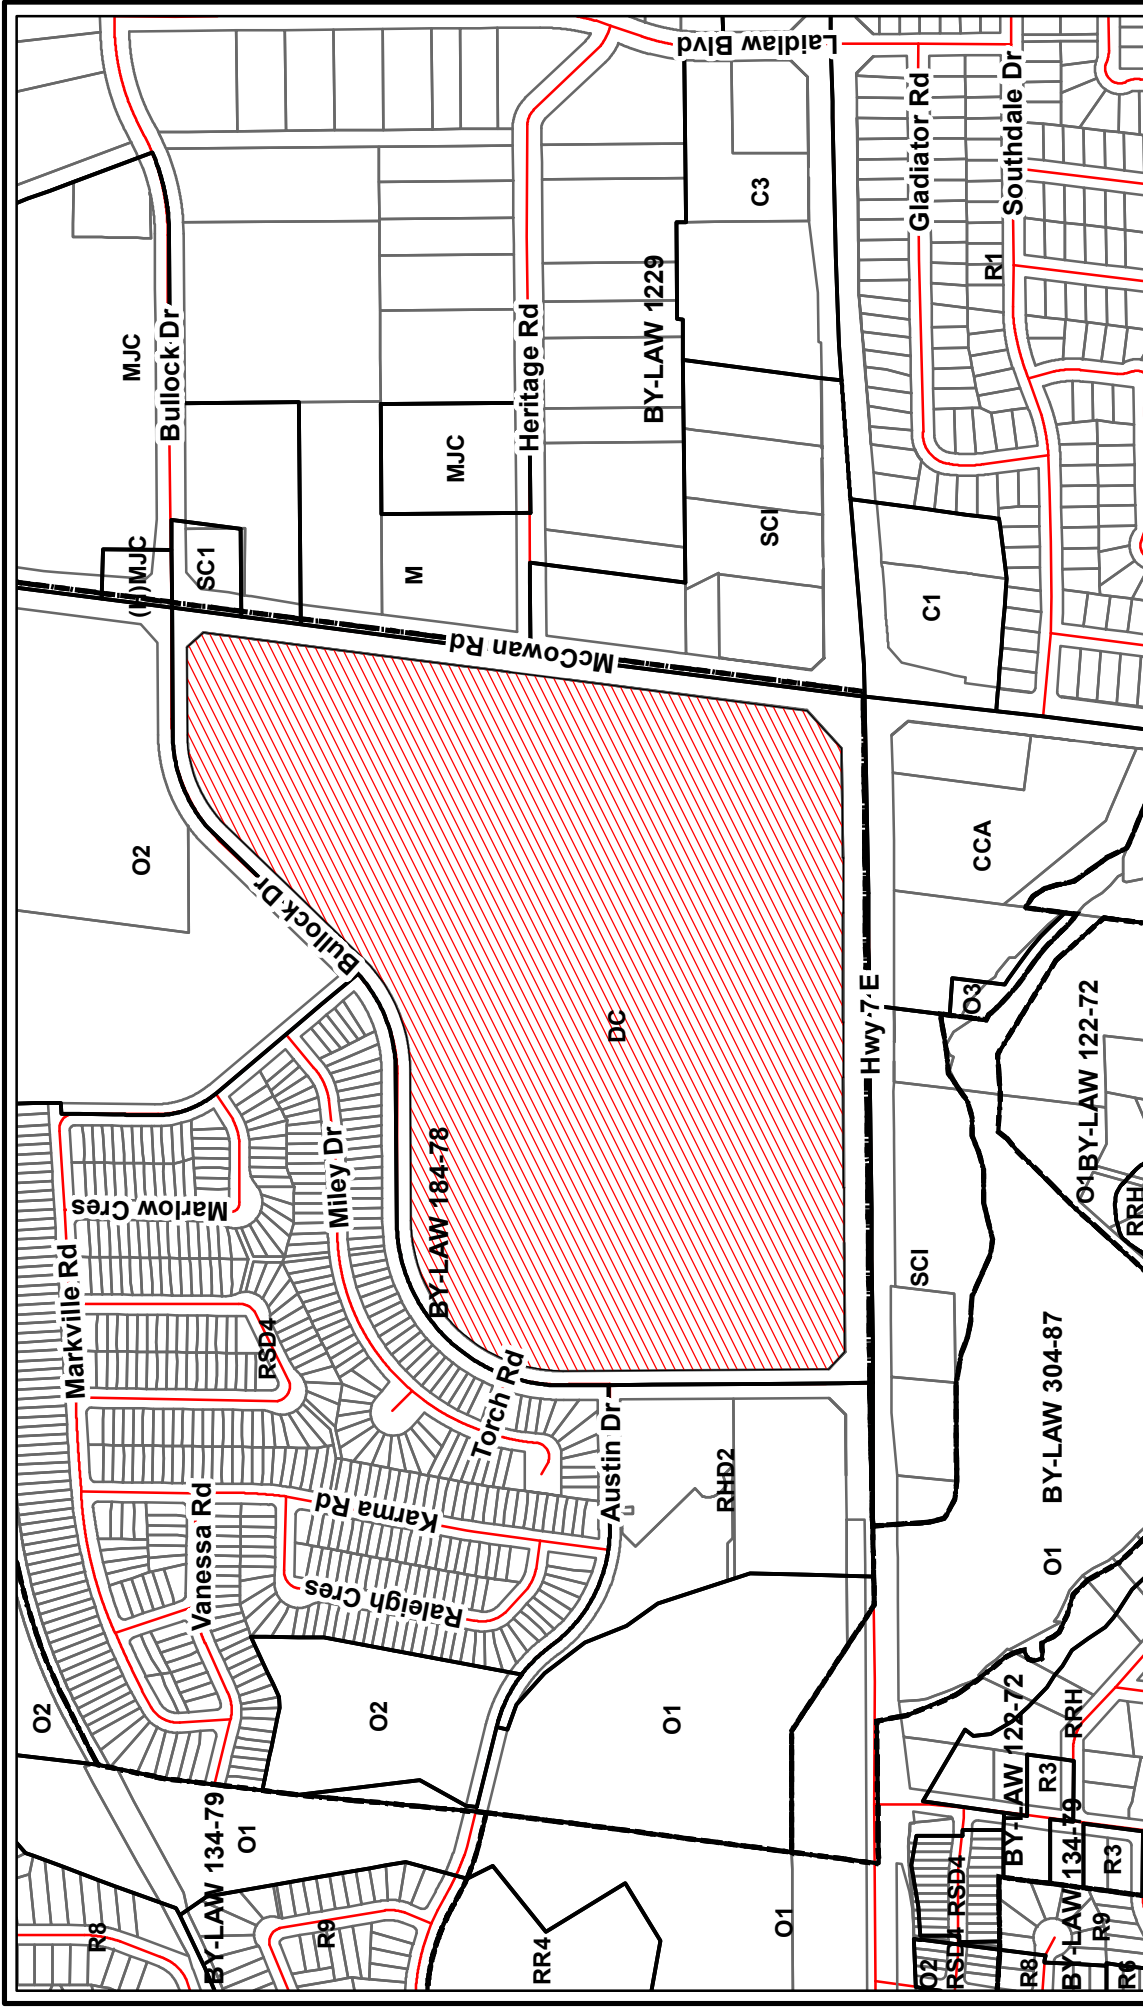 O2
Markville Rd
R8
MJC
(H)MJC
O2
Marlow Cres
Bullock Dr
Vanessa Rd
SC1
BY-LAW 134-79
O1
RSD4
Bullock Dr
R9
Miley Dr
O2
Karma Rd
Raleigh Cres
M
BY-LAW 184-78
MJC
Torch Rd
Heritage Rd
McCowan Rd
RR4
Austin Dr
DC
BY-LAW 1229
O1
RHD2
Laidlaw Blvd
C3
SCI
O1
Hwy 7 E
SCI
Gladiator Rd
O2
C1
RSD4
RSD4
O3
CCA
R1
BY-LAW 122-72
Southdale Dr
R8
R3
O1
BY-LAW 304-87
BY-LAW 134-79
RRH
O1
BY-LAW 122-72
R9
R3
R6
RRH